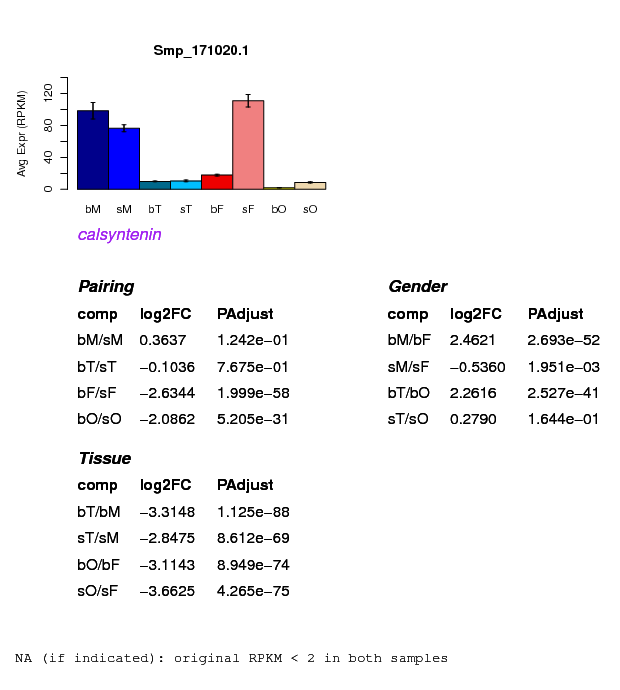 Smp_171020.1
Avg Expr (RPKM)
0 40 80 120
bM sM bT sT bF sF bO sO
calsyntenin
Pairing
comp log2FC PAdjust
bM/sM 0.3637 1.242e−01
bT/sT −0.1036 7.675e−01
bF/sF −2.6344 1.999e−58
bO/sO −2.0862 5.205e−31
Gender
comp log2FC PAdjust
bM/bF 2.4621 2.693e−52
sM/sF −0.5360 1.951e−03
bT/bO 2.2616 2.527e−41
sT/sO 0.2790 1.644e−01
Tissue
comp log2FC PAdjust
bT/bM −3.3148 1.125e−88
sT/sM −2.8475 8.612e−69
bO/bF −3.1143 8.949e−74
sO/sF −3.6625 4.265e−75
NA (if indicated): original RPKM < 2 in both samples